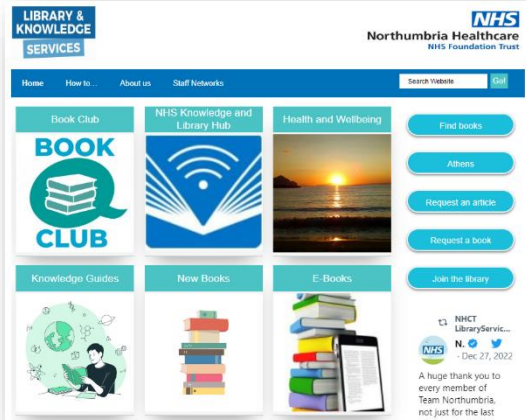 LIBRARY &
KNOWLEDGE
SERVICES
NHS
Northumbria Healthcare
NHS Foundation Trust
Home How to... About us Staff Networks
Search Website
Go!
Book Club
BOOK
CLUB
NHS Knowledge and
Library Hub
Health and Wellbeing
Knowledge Guides
New Books
E-Books
Find books
Athens
Request an article
Request a book
Join the library
NHCT
LibraryServic...
NHS
N.
· Dec 27, 2022
A huge thank you to
every member of
Team Northumbria,
not just for the last